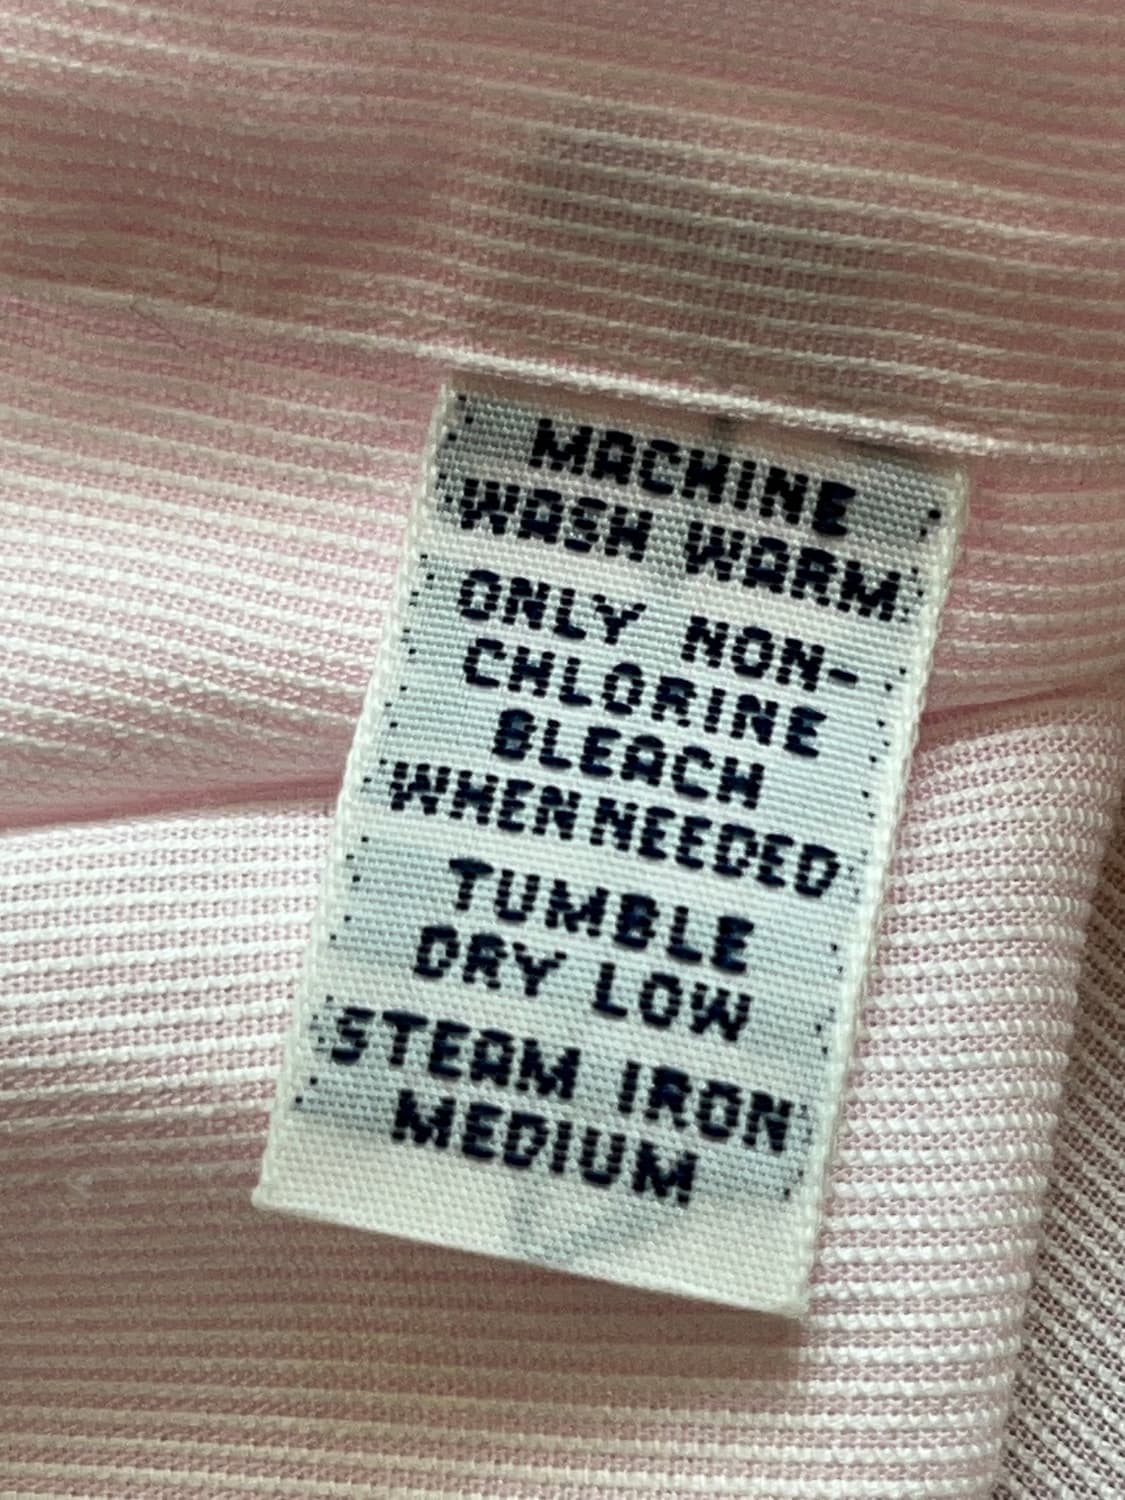 MACHINE
WASH WARM
ONLY NON-
CHLORINE
BLEACH
WHEN NEEDED
TUMBLE
DRY LOW
STEAM IRON
MEDIUM